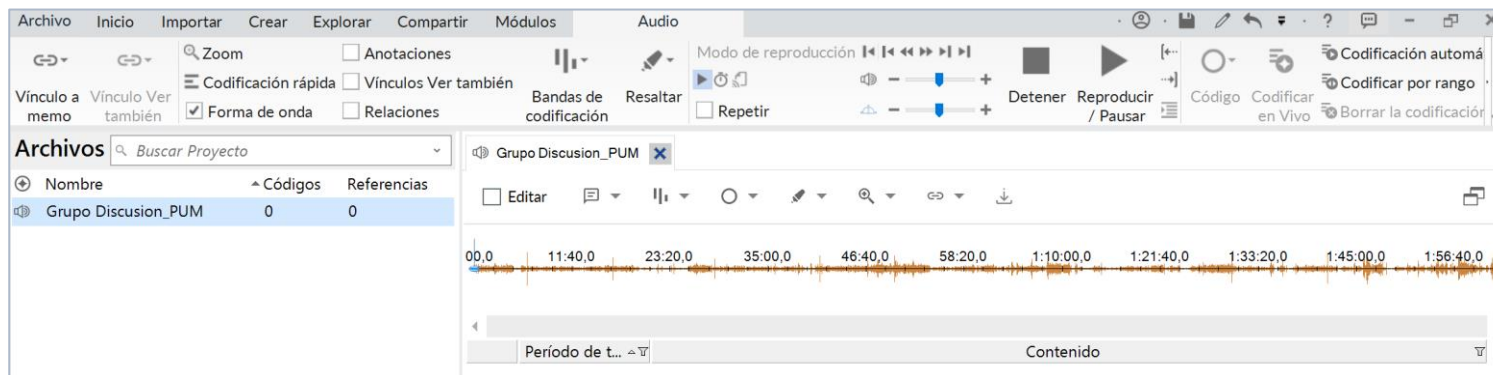 Archivo Inicio Importar Crear Explorar Compartir Módulos Audio ?
Zoom Anotaciones Modo de reproducción
Codificación rápida Vínculos Ver también
Forma de onda Relaciones Repetir
Vínculo a memo Vínculo Ver también
Bandas de codificación Resaltar
Detener Reproducir / Pausar
Código Codificar en Vivo
Codificación automá
Codificar por rango
Borrar la codificación
Archivos Buscar Proyecto
Nombre Códigos Referencias
Grupo Discusion_PUM 0 0
Grupo Discusion_PUM
Editar
00,0 11:40,0 23:20,0 35:00,0 46:40,0 58:20,0 1:10:00,0 1:21:40,0 1:33:20,0 1:45:00,0 1:56:40,0
Período de t... Contenido